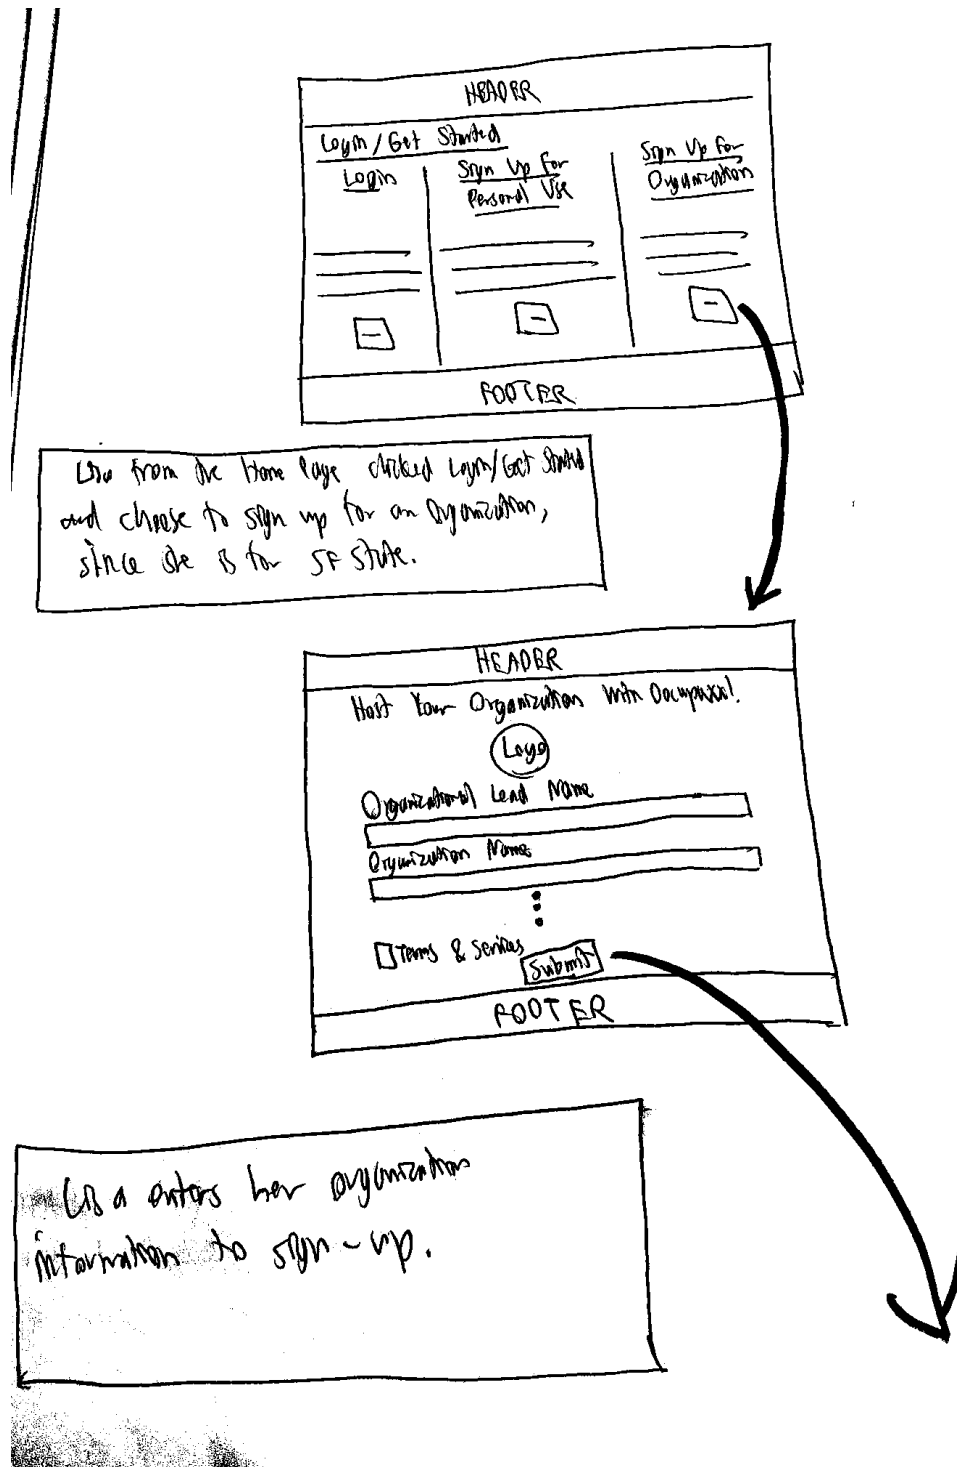 HEADER
Login/Get Started
Login
Sign Up For
Personal Use
Sign Up For
Organization
FOOTER
Lisa from the Home Page clicked Login/Get Started
and choose to sign up for an Organization,
since she is for SF State.
HEADER
Host Your Organization With
Logo
Organizational Lead Name
Organization Name
Terms & Services
Submit
FOOTER
Lisa enters her organization
information to sign-up.